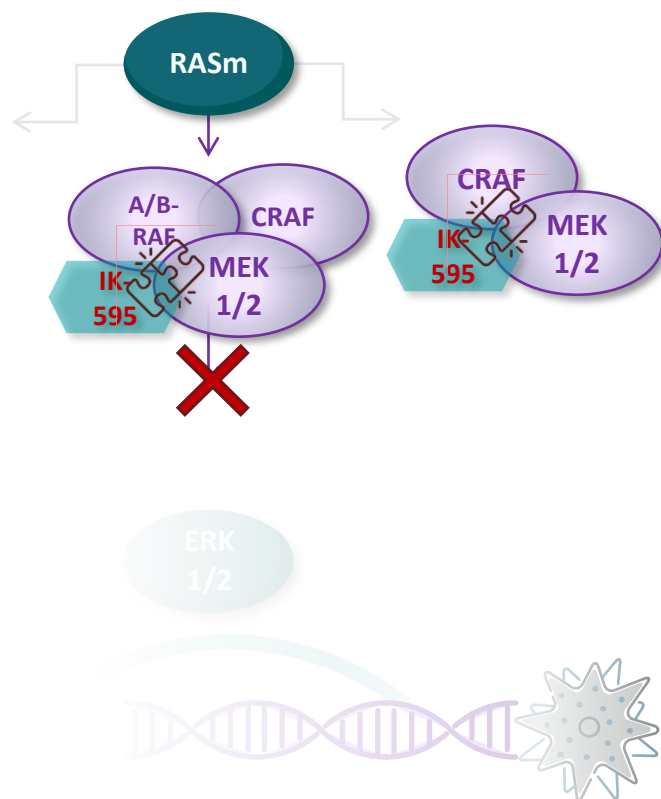 RASm
A/B-
RAF
CRAF
MEK
1/2
IK-
595
CRAF
MEK
1/2
IK-
595
ERK
1/2